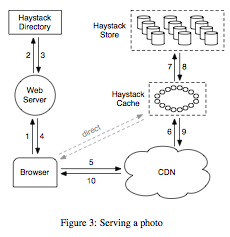 Haystack
Directory
Haystack
Store
2 3
7 8
Web
Server
Haystack
Cache
1 4
direct
6 9
Browser
5
10
CDN
Figure 3: Serving a photo